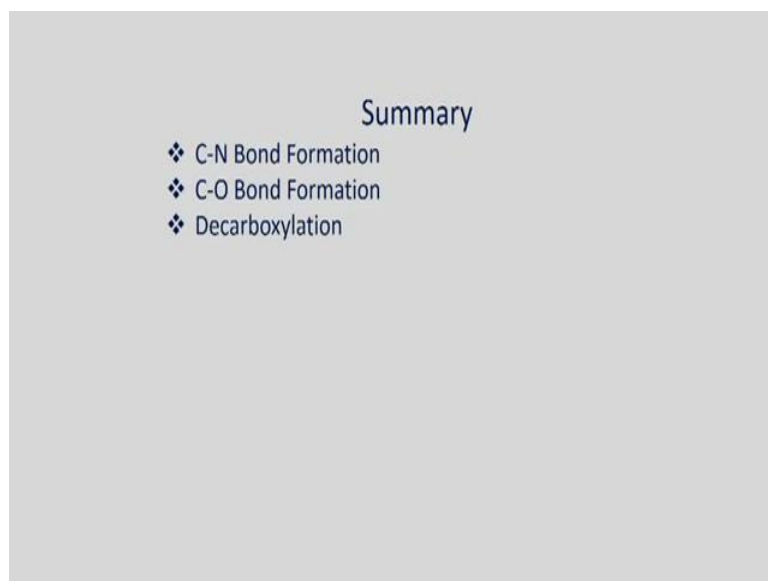 Summary
❖ C-N Bond Formation
❖ C-O Bond Formation
❖ Decarboxylation